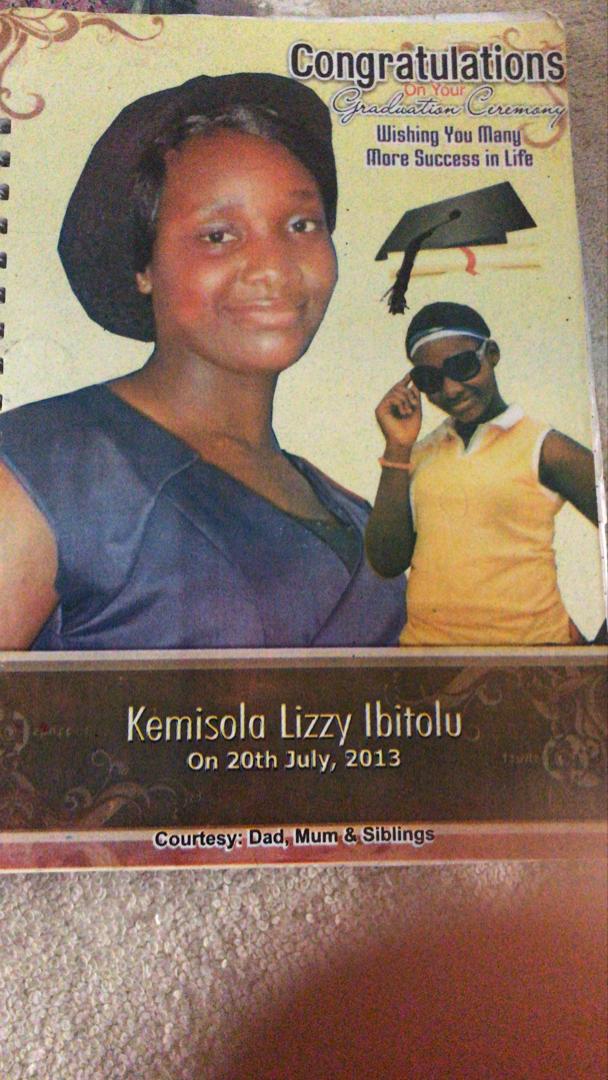 Congratulations
On Your
Graduation Ceremony
Wishing You Many
More Success in Life
Kemisola Lizzy Ibitolu
On 20th July, 2013
Courtesy: Dad, Mum & Siblings